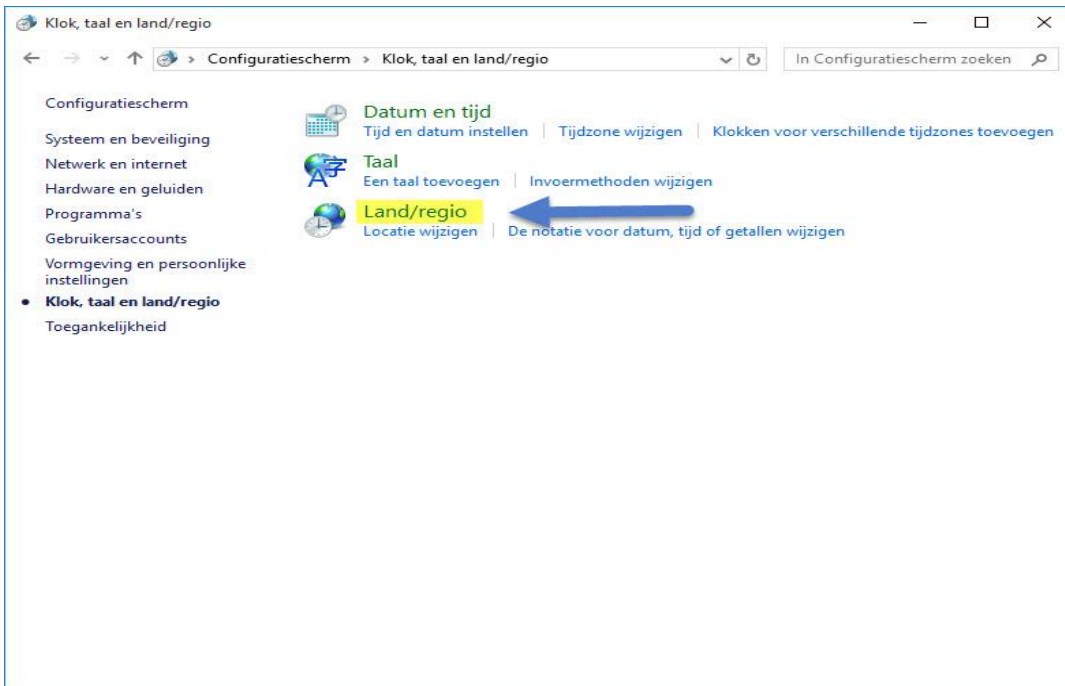 Klok, taal en land/regio
Configuratiescherm > Klok, taal en land/regio
In Configuratiescherm zoeken
Configuratiescherm
Systeem en beveiliging
Netwerk en internet
Hardware en geluiden
Programma's
Gebruikersaccounts
Vormgeving en persoonlijke
instellingen
Klok, taal en land/regio
Toegankelijkheid
Datum en tijd
Tijd en datum instellen | Tijdzone wijzigen | Klokken voor verschillende tijdzones toevoegen
Taal
Een taal toevoegen | Invoermethoden wijzigen
Land/regio
Locatie wijzigen | De notatie voor datum, tijd of getallen wijzigen